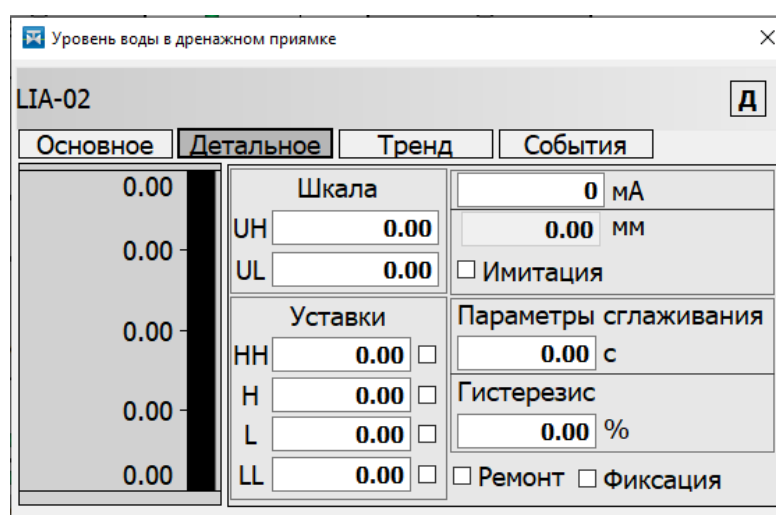 Уровень воды в дренажном приямке
LIA-02
Д
Основное Детальное Тренд События
0.00
0.00
0.00
0.00
0.00
Шкала
UH 0.00
UL 0.00
0 мА
0.00 мм
Имитация
Уставки
HH 0.00
H 0.00
L 0.00
LL 0.00
Параметры сглаживания
0.00 с
Гистерезис
0.00 %
Ремонт Фиксация